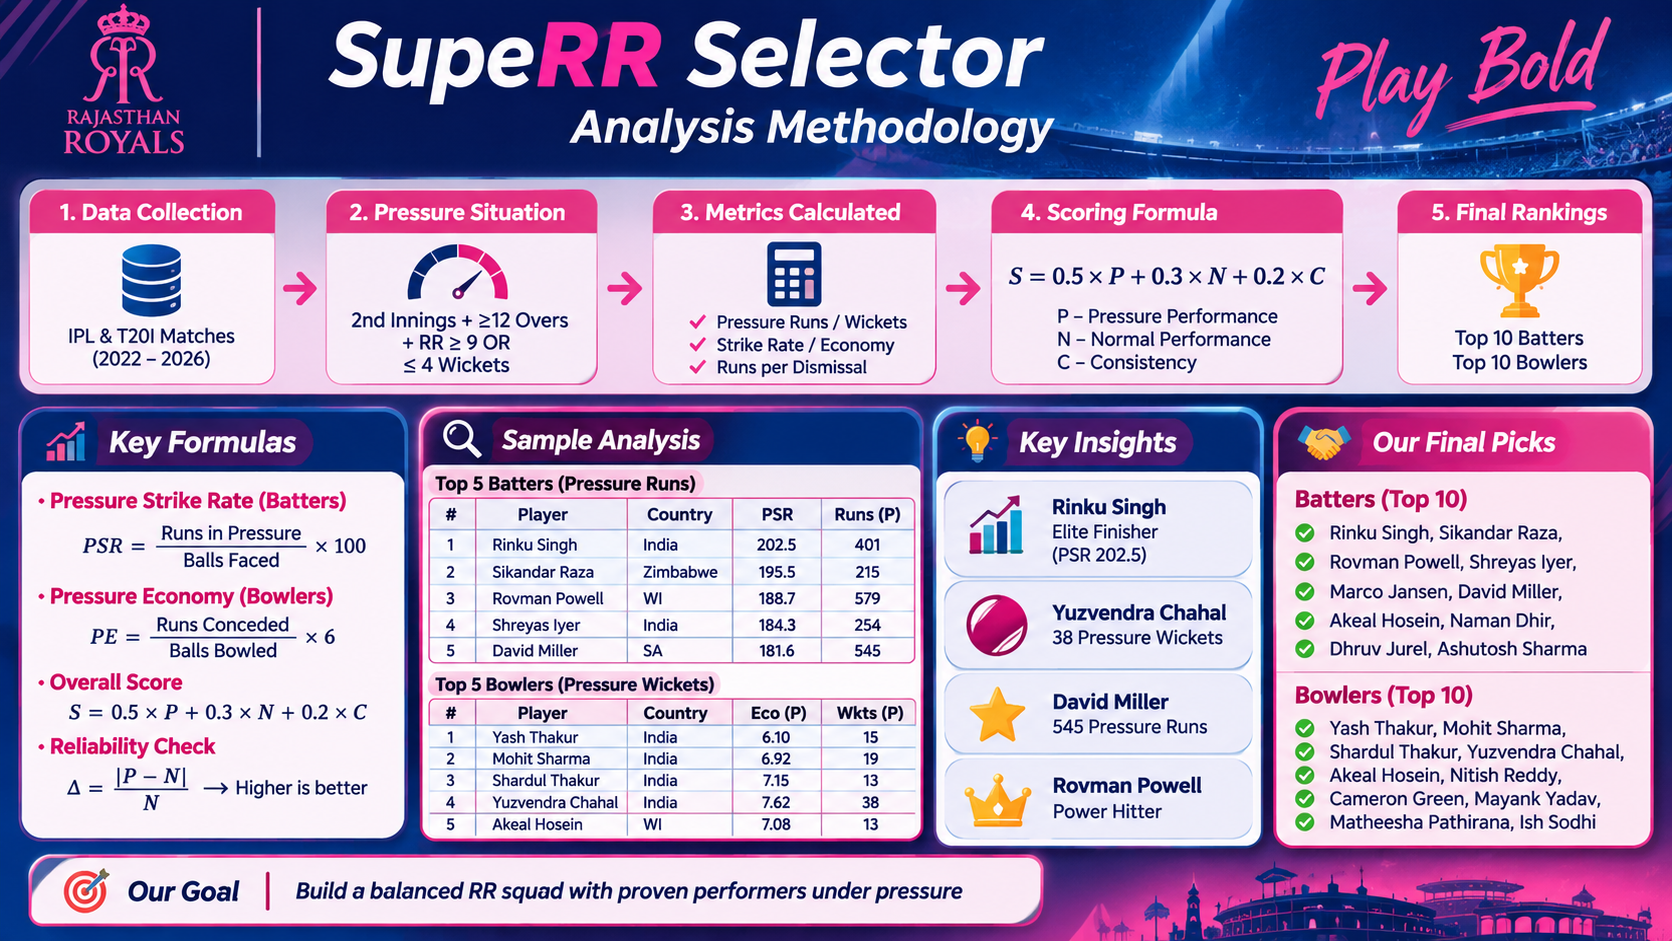 RAJASTHAN
ROYALS
SupeRR Selector
Analysis Methodology
Play Bold
1. Data Collection
IPL & T20I Matches
(2022 – 2026)
2. Pressure Situation
2nd Innings + ≥12 Overs
+ RR ≥ 9 OR
≤ 4 Wickets
3. Metrics Calculated
✓ Pressure Runs / Wickets
✓ Strike Rate / Economy
✓ Runs per Dismissal
4. Scoring Formula
S = 0.5 × P + 0.3 × N + 0.2 × C
P – Pressure Performance
N – Normal Performance
C – Consistency
5. Final Rankings
Top 10 Batters
Top 10 Bowlers
Key Formulas
• Pressure Strike Rate (Batters)
PSR = Runs in Pressure / Balls Faced × 100
• Pressure Economy (Bowlers)
PE = Runs Conceded / Balls Bowled × 6
• Overall Score
S = 0.5 × P + 0.3 × N + 0.2 × C
• Reliability Check
Δ = |P − N| / N → Higher is better
Sample Analysis
Top 5 Batters (Pressure Runs)
# Player Country PSR Runs (P)
1 Rinku Singh India 202.5 401
2 Sikandar Raza Zimbabwe 195.5 215
3 Rovman Powell WI 188.7 579
4 Shreyas Iyer India 184.3 254
5 David Miller SA 181.6 545
Top 5 Bowlers (Pressure Wickets)
# Player Country Eco (P) Wkts (P)
1 Yash Thakur India 6.10 15
2 Mohit Sharma India 6.92 19
3 Shardul Thakur India 7.15 13
4 Yuzvendra Chahal India 7.62 38
5 Akeal Hosein WI 7.08 13
Key Insights
Rinku Singh
Elite Finisher
(PSR 202.5)
Yuzvendra Chahal
38 Pressure Wickets
David Miller
545 Pressure Runs
Rovman Powell
Power Hitter
Our Final Picks
Batters (Top 10)
Rinku Singh, Sikandar Raza,
Rovman Powell, Shreyas Iyer,
Marco Jansen, David Miller,
Akeal Hosein, Naman Dhir,
Dhruv Jurel, Ashutosh Sharma
Bowlers (Top 10)
Yash Thakur, Mohit Sharma,
Shardul Thakur, Yuzvendra Chahal,
Akeal Hosein, Nitish Reddy,
Cameron Green, Mayank Yadav,
Matheesha Pathirana, Ish Sodhi
Our Goal
Build a balanced RR squad with proven performers under pressure